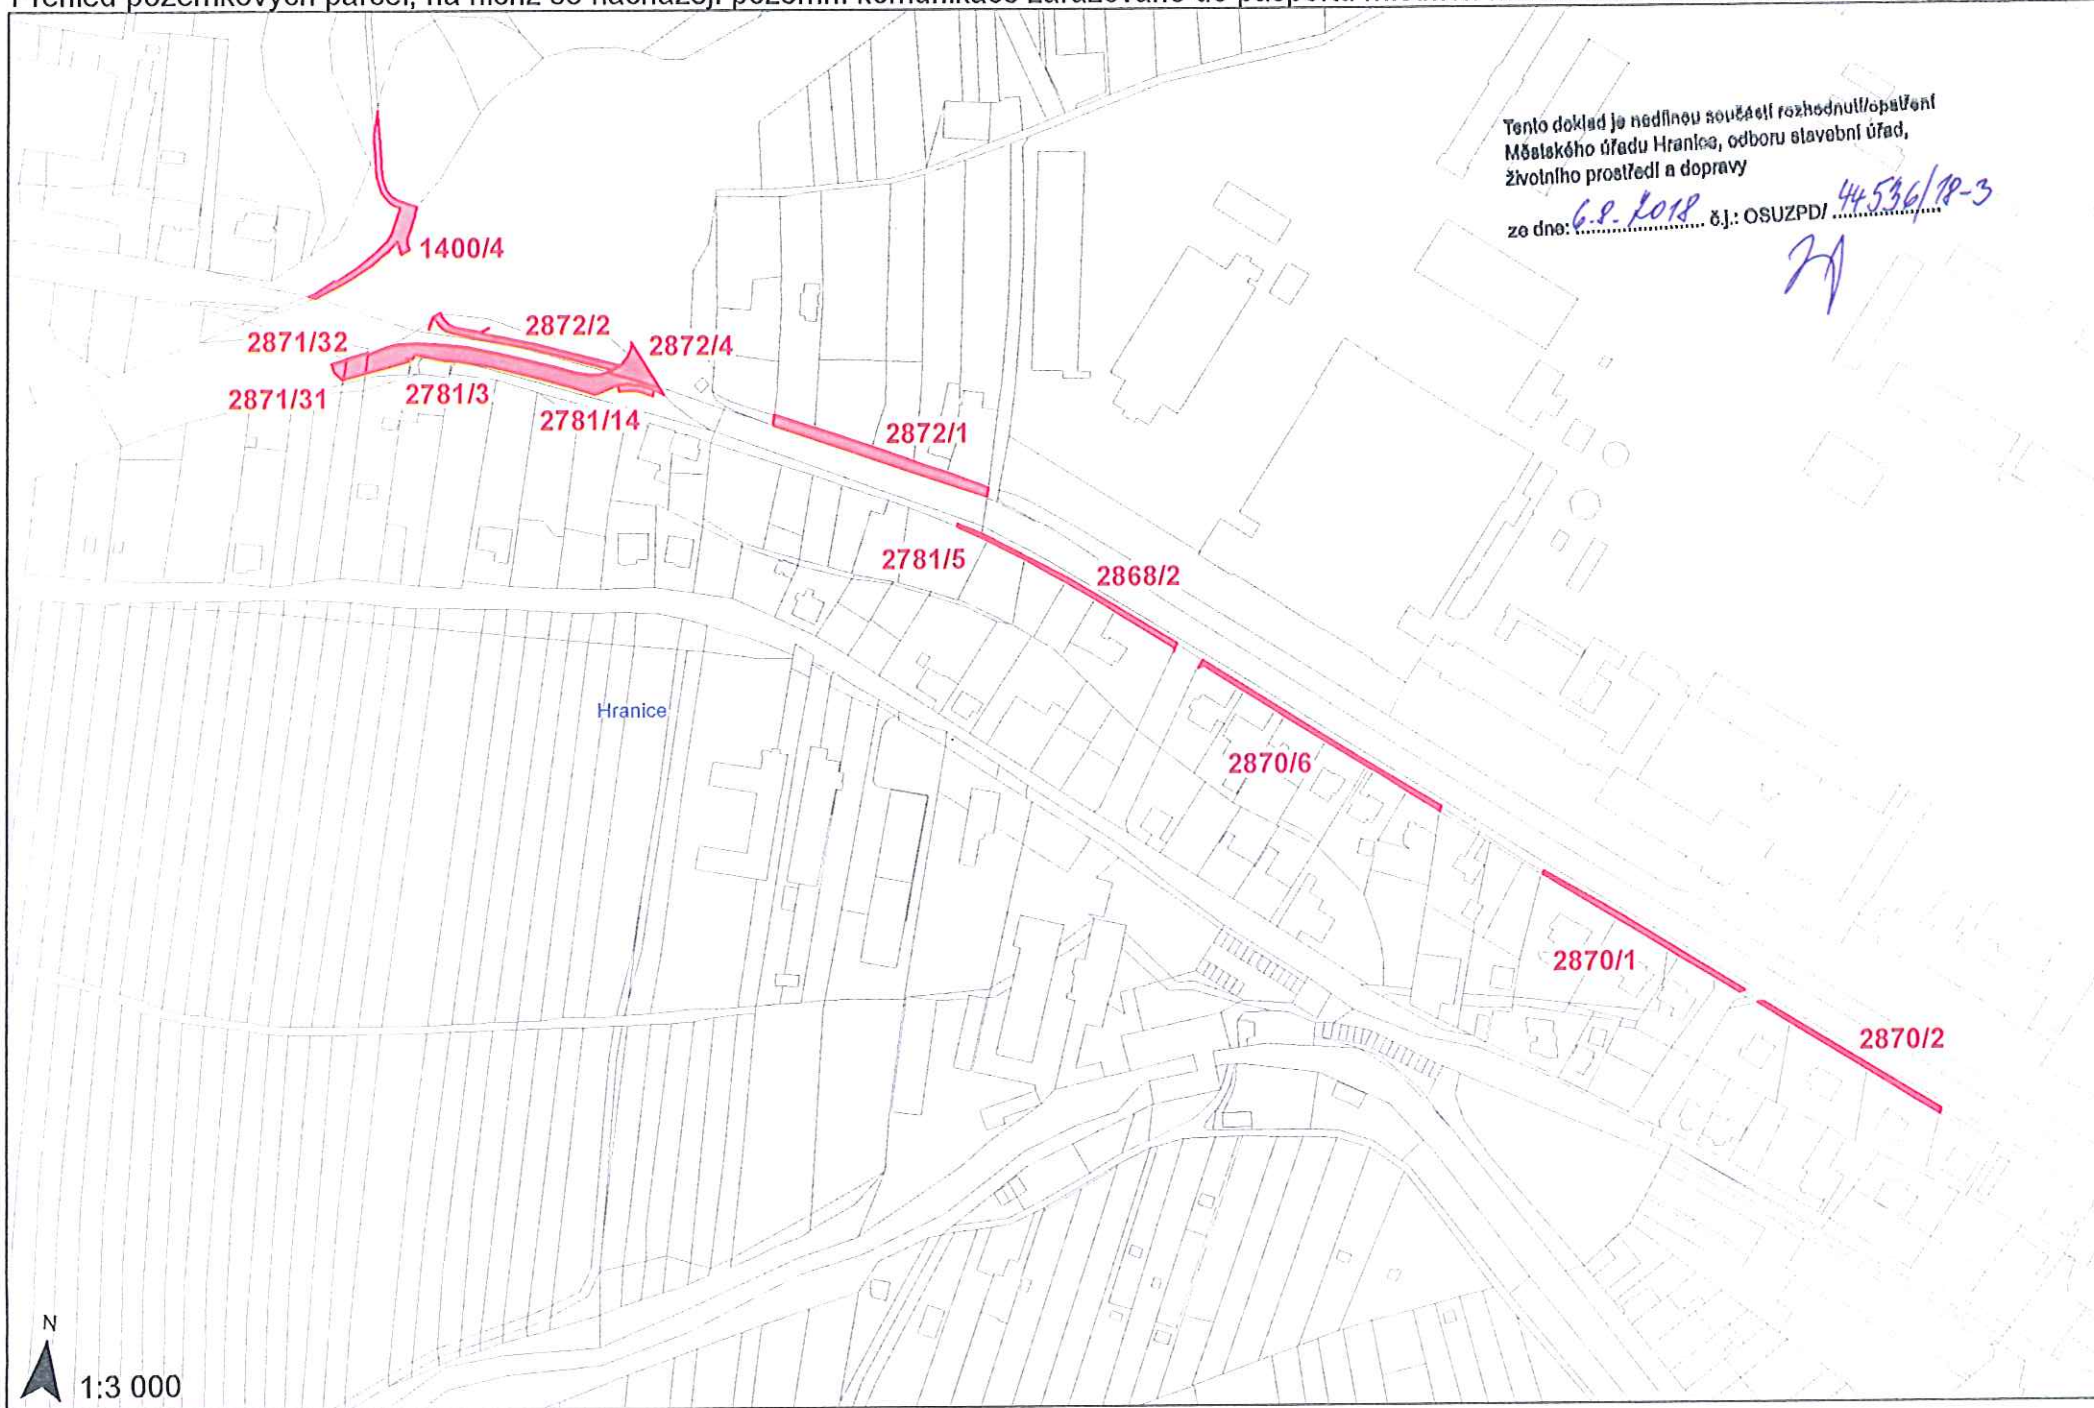 Tento doklad je nedílnou součástí rozhodnutí/opatření
Městského úřadu Hranice, odboru stavební úřad,
životního prostředí a dopravy
ze dne: 6.8.2018 č.j.: OSUZPD/ 44536/18-3
1400/4
2872/2
2871/32
2872/4
2781/3
2871/31
2781/14
2872/1
2781/5
2868/2
Hranice
2870/6
2870/1
2870/2
N
1:3 000